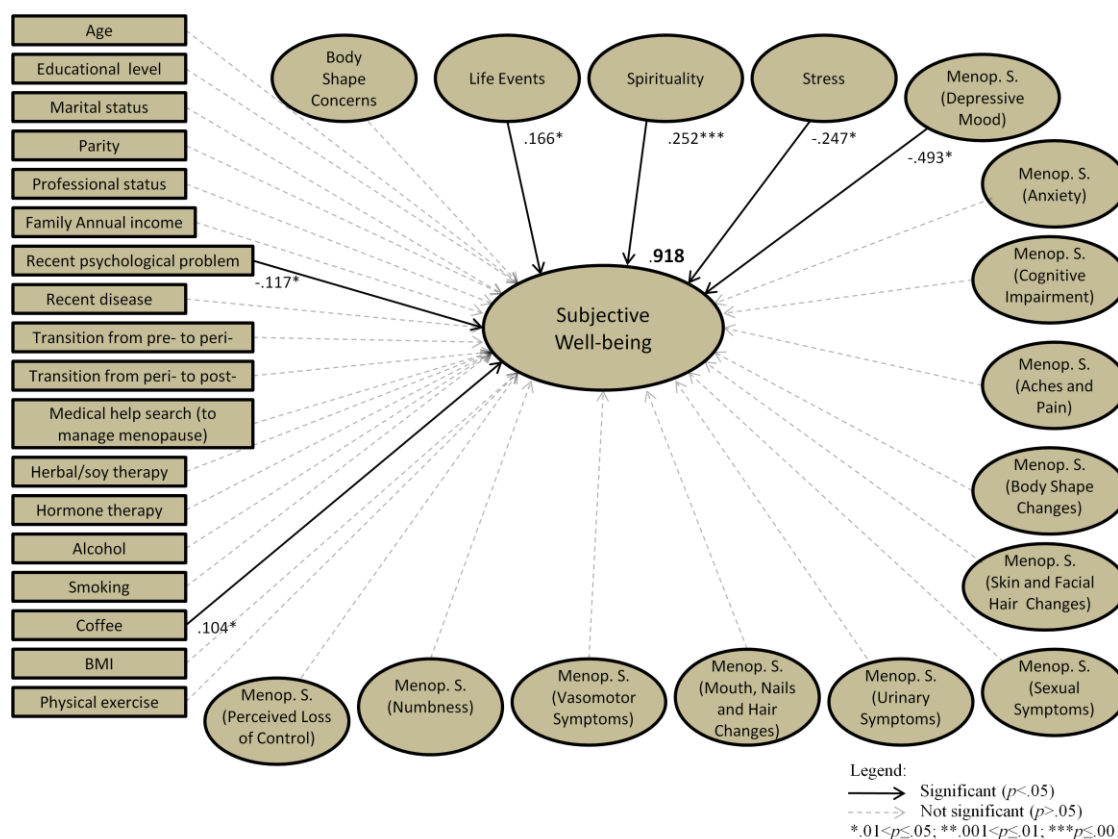 Age
Educational level
Marital status
Parity
Professional status
Family Annual income
Recent psychological problem
-.117*
Recent disease
Transition from pre- to peri-
Transition from peri- to post-
Medical help search (to
manage menopause)
Herbal/soy therapy
Hormone therapy
Alcohol
Smoking
Coffee
.104*
BMI
Physical exercise
Body
Shape
Concerns
Life Events
.166*
Spirituality
.252***
Stress
-.247*
Menop. S.
(Depressive
Mood)
-.493*
Menop. S.
(Anxiety)
Menop. S.
(Cognitive
Impairment)
Menop. S.
(Aches and
Pain)
Menop. S.
(Body Shape
Changes)
Menop. S.
(Skin and Facial
Hair Changes)
Menop. S.
(Sexual
Symptoms)
Menop. S.
(Urinary
Symptoms)
Menop. S.
(Mouth, Nails
and Hair
Changes)
Menop. S.
(Vasomotor
Symptoms)
Menop. S.
(Numbness)
Menop. S.
(Perceived Loss
of Control)
.918
Subjective
Well-being
Legend:
Significant (p<.05)
Not significant (p>.05)
*.01<p≤.05; **.001<p≤.01; ***p≤.00